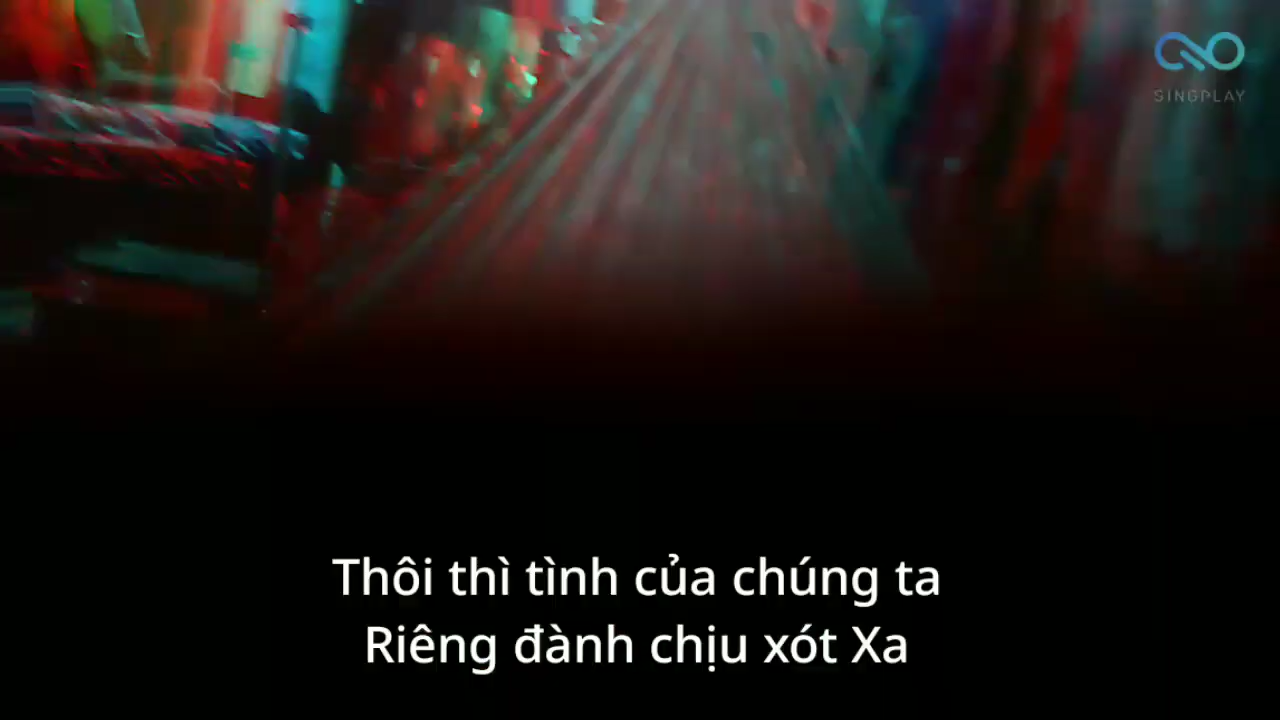 SINGPLAY
Thôi thì tình của chúng ta
Riêng đành chịu xót Xa